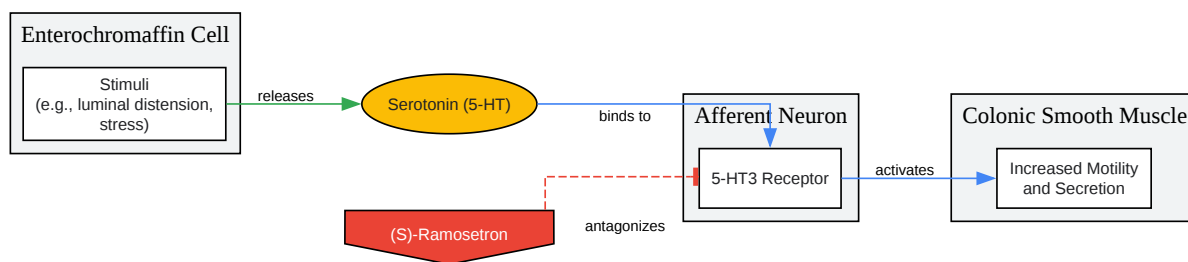 Enterochromaffin Cell
Stimuli
(e.g., luminal distension,
stress)
releases
Serotonin (5-HT)
binds to
Afferent Neuron
5-HT3 Receptor
activates
Colonic Smooth Muscle
Increased Motility
and Secretion
(S)-Ramosetron
antagonizes